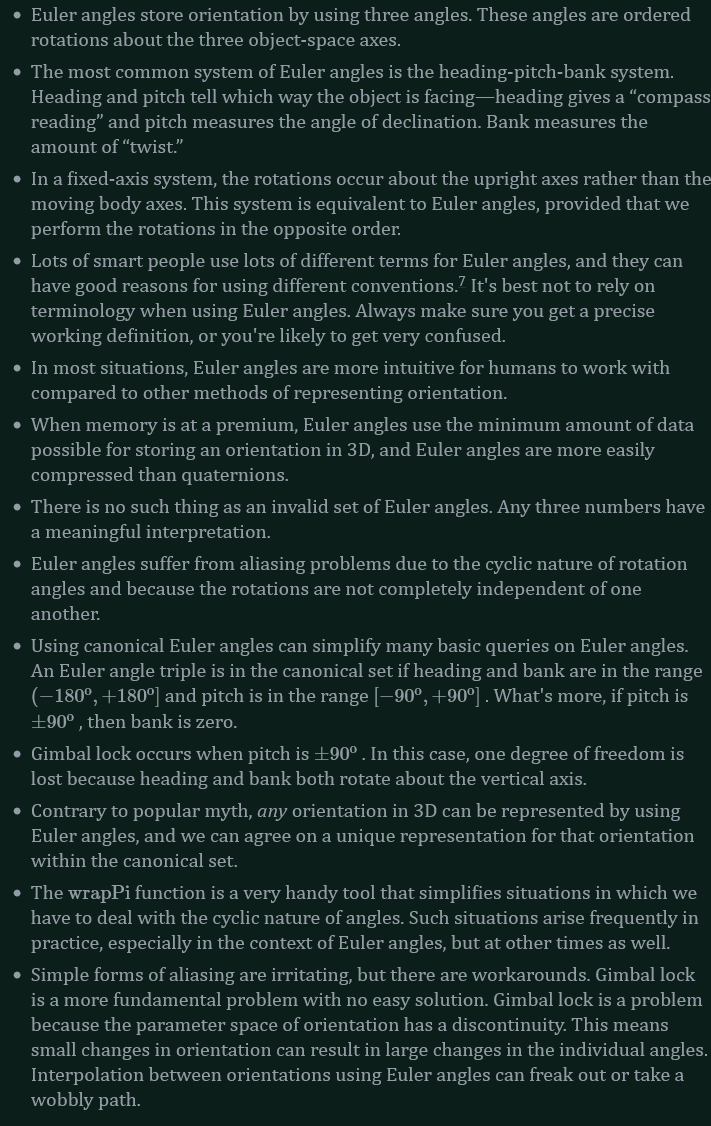 • Euler angles store orientation by using three angles. These angles are ordered
rotations about the three object-space axes.
• The most common system of Euler angles is the heading-pitch-bank system.
Heading and pitch tell which way the object is facing—heading gives a “compass
reading” and pitch measures the angle of declination. Bank measures the
amount of “twist.”
• In a fixed-axis system, the rotations occur about the upright axes rather than the
moving body axes. This system is equivalent to Euler angles, provided that we
perform the rotations in the opposite order.
• Lots of smart people use lots of different terms for Euler angles, and they can
have good reasons for using different conventions.⁷ It's best not to rely on
terminology when using Euler angles. Always make sure you get a precise
working definition, or you're likely to get very confused.
• In most situations, Euler angles are more intuitive for humans to work with
compared to other methods of representing orientation.
• When memory is at a premium, Euler angles use the minimum amount of data
possible for storing an orientation in 3D, and Euler angles are more easily
compressed than quaternions.
• There is no such thing as an invalid set of Euler angles. Any three numbers have
a meaningful interpretation.
• Euler angles suffer from aliasing problems due to the cyclic nature of rotation
angles and because the rotations are not completely independent of one
another.
• Using canonical Euler angles can simplify many basic queries on Euler angles.
An Euler angle triple is in the canonical set if heading and bank are in the range
(−180º, +180º] and pitch is in the range [−90º, +90º] . What's more, if pitch is
±90º , then bank is zero.
• Gimbal lock occurs when pitch is ±90º . In this case, one degree of freedom is
lost because heading and bank both rotate about the vertical axis.
• Contrary to popular myth, any orientation in 3D can be represented by using
Euler angles, and we can agree on a unique representation for that orientation
within the canonical set.
• The wrapPi function is a very handy tool that simplifies situations in which we
have to deal with the cyclic nature of angles. Such situations arise frequently in
practice, especially in the context of Euler angles, but at other times as well.
• Simple forms of aliasing are irritating, but there are workarounds. Gimbal lock
is a more fundamental problem with no easy solution. Gimbal lock is a problem
because the parameter space of orientation has a discontinuity. This means
small changes in orientation can result in large changes in the individual angles.
Interpolation between orientations using Euler angles can freak out or take a
wobbly path.